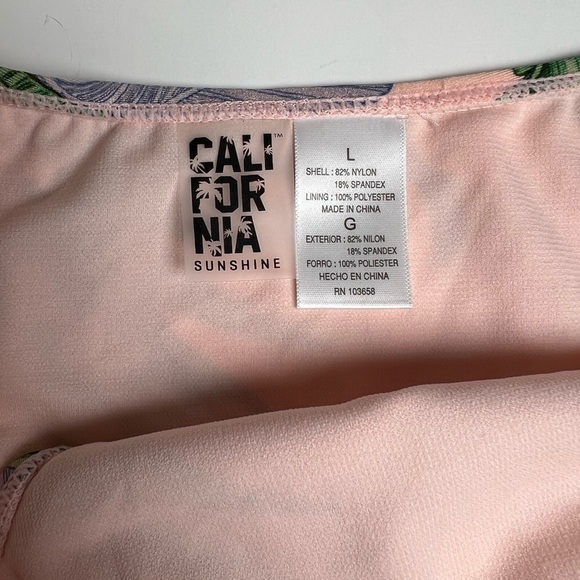 CALI™
FOR
NIA
SUNSHINE
L
SHELL : 82% NYLON
18% SPANDEX
LINING : 100% POLYESTER
MADE IN CHINA
G
EXTERIOR : 82% NILON
18% SPANDEX
FORRO : 100% POLIESTER
HECHO EN CHINA
RN 103658